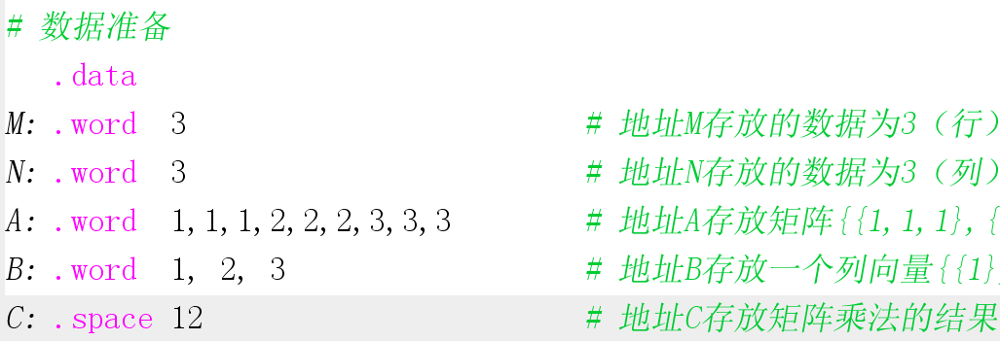 # 数据准备
.data
M: .word 3 # 地址M存放的数据为3（行）
N: .word 3 # 地址N存放的数据为3（列）
A: .word 1,1,1,2,2,2,3,3,3 # 地址A存放矩阵{{1,1,1},{
B: .word 1, 2, 3 # 地址B存放一个列向量{{1}
C: .space 12 # 地址C存放矩阵乘法的结果